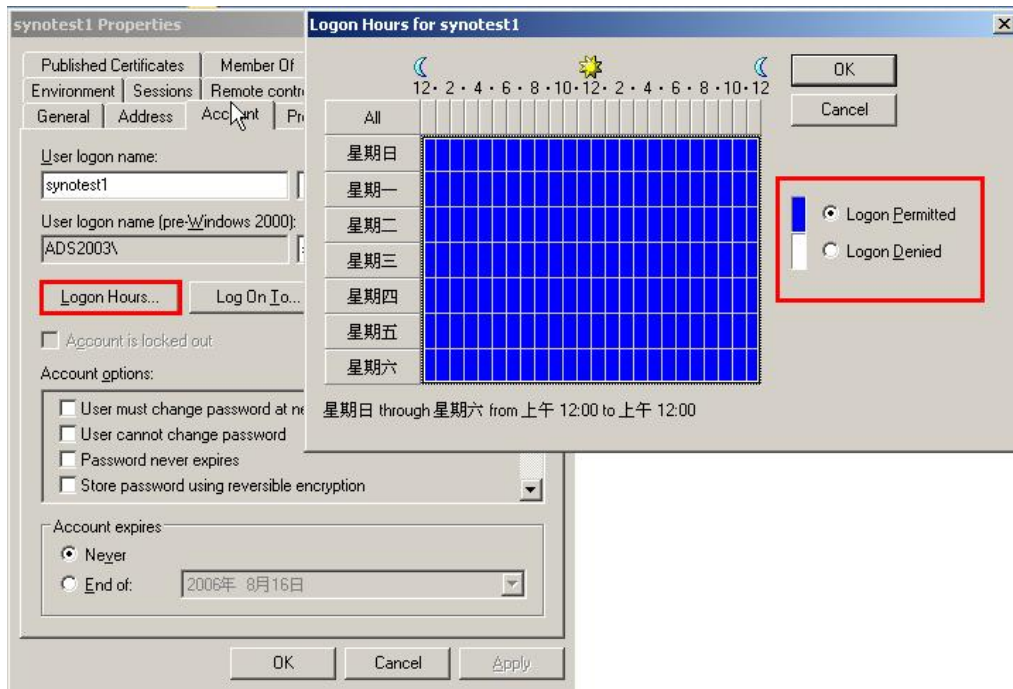 synotest1 Properties
Published Certificates
Member Of
Environment
Sessions
Remote contr
General
Address
Account
User logon name:
synotest1
User logon name (pre-Windows 2000):
ADS2003\
Logon Hours...
Log On To...
Account is locked out
Account options:
User must change password at ne
User cannot change password
Password never expires
Store password using reversible encryption
Account expires
Never
End of:
2006年 8月16日
OK
Cancel
Apply
Logon Hours for synotest1
12 · 2 · 4 · 6 · 8 · 10 · 12 · 2 · 4 · 6 · 8 · 10 · 12
All
星期日
星期一
星期二
星期三
星期四
星期五
星期六
星期日 through 星期六 from 上午 12:00 to 上午 12:00
OK
Cancel
Logon Permitted
Logon Denied